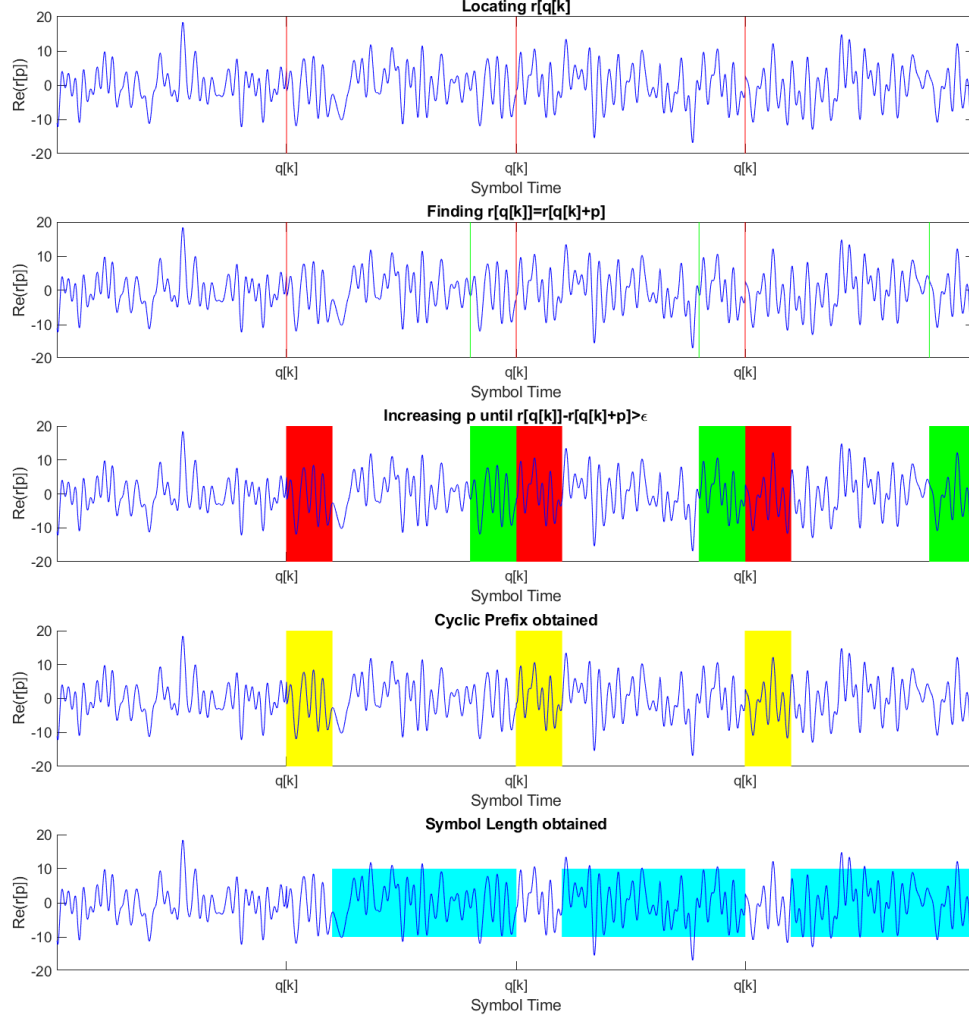 Locating r[q[k]
20
10
0
-10
-20
Re(r[p])
q[k] q[k] q[k]
Symbol Time
Finding r[q[k]]=r[q[k]+p]
20
10
0
-10
-20
Re(r[p])
q[k] q[k] q[k]
Symbol Time
Increasing p until r[q[k]]-r[q[k]+p]>ϵ
20
10
0
-10
-20
Re(r[p])
q[k] q[k] q[k]
Symbol Time
Cyclic Prefix obtained
20
10
0
-10
-20
Re(r[p])
q[k] q[k] q[k]
Symbol Time
Symbol Length obtained
20
10
0
-10
-20
Re(r[p])
q[k] q[k] q[k]
Symbol Time